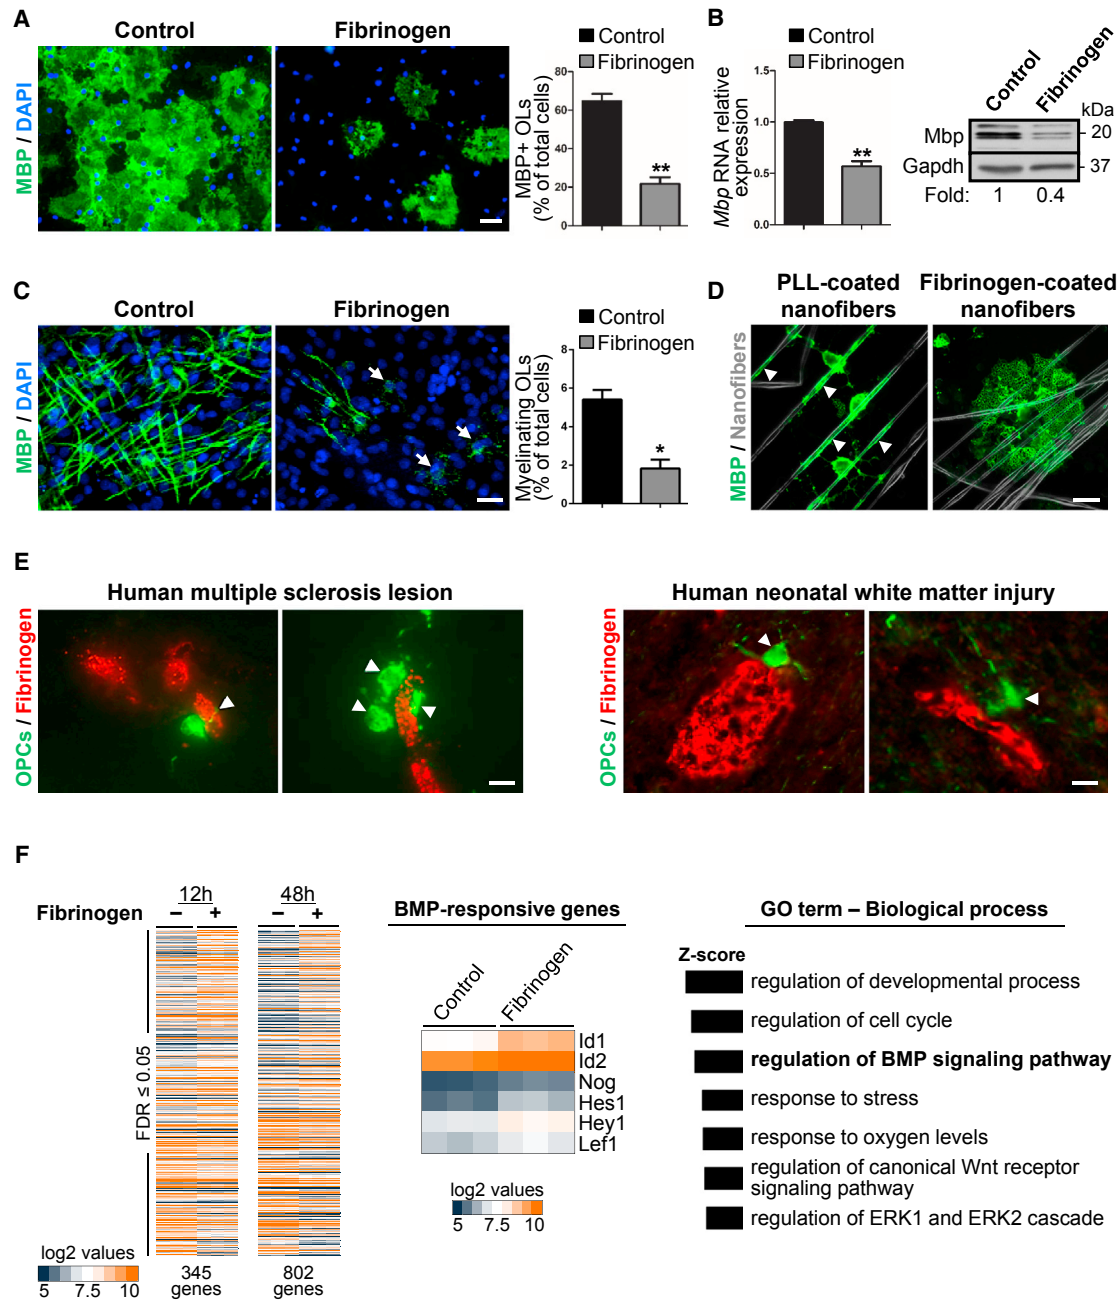 A
Control
Fibrinogen
MBP / DAPI
Control
Fibrinogen
MBP+ OLs
(% of total cells)
80
60
40
20
0
**
B
Control
Fibrinogen
Mbp RNA relative
expression
1.5
1.0
0.5
0.0
**
Control
Fibrinogen
kDa
Mbp
20
Gapdh
37
Fold:
1
0.4
C
Control
Fibrinogen
MBP / DAPI
Control
Fibrinogen
Myelinating OLs
(% of total cells)
8
6
4
2
0
*
D
PLL-coated
nanofibers
Fibrinogen-coated
nanofibers
MBP / Nanofibers
E
Human multiple sclerosis lesion
Human neonatal white matter injury
OPCs / Fibrinogen
OPCs / Fibrinogen
F
12h
48h
Fibrinogen
− +
− +
FDR ≤ 0.05
log2 values
5 7.5 10
345
genes
802
genes
BMP-responsive genes
Control
Fibrinogen
Id1
Id2
Nog
Hes1
Hey1
Lef1
log2 values
5 7.5 10
GO term – Biological process
Z-score
regulation of developmental process
regulation of cell cycle
regulation of BMP signaling pathway
response to stress
response to oxygen levels
regulation of canonical Wnt receptor
signaling pathway
regulation of ERK1 and ERK2 cascade